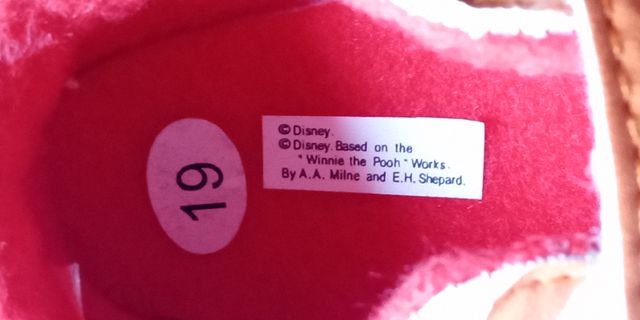 19
©Disney.
©Disney. Based on the
"Winnie the Pooh" Works.
By A.A. Milne and E.H. Shepard.